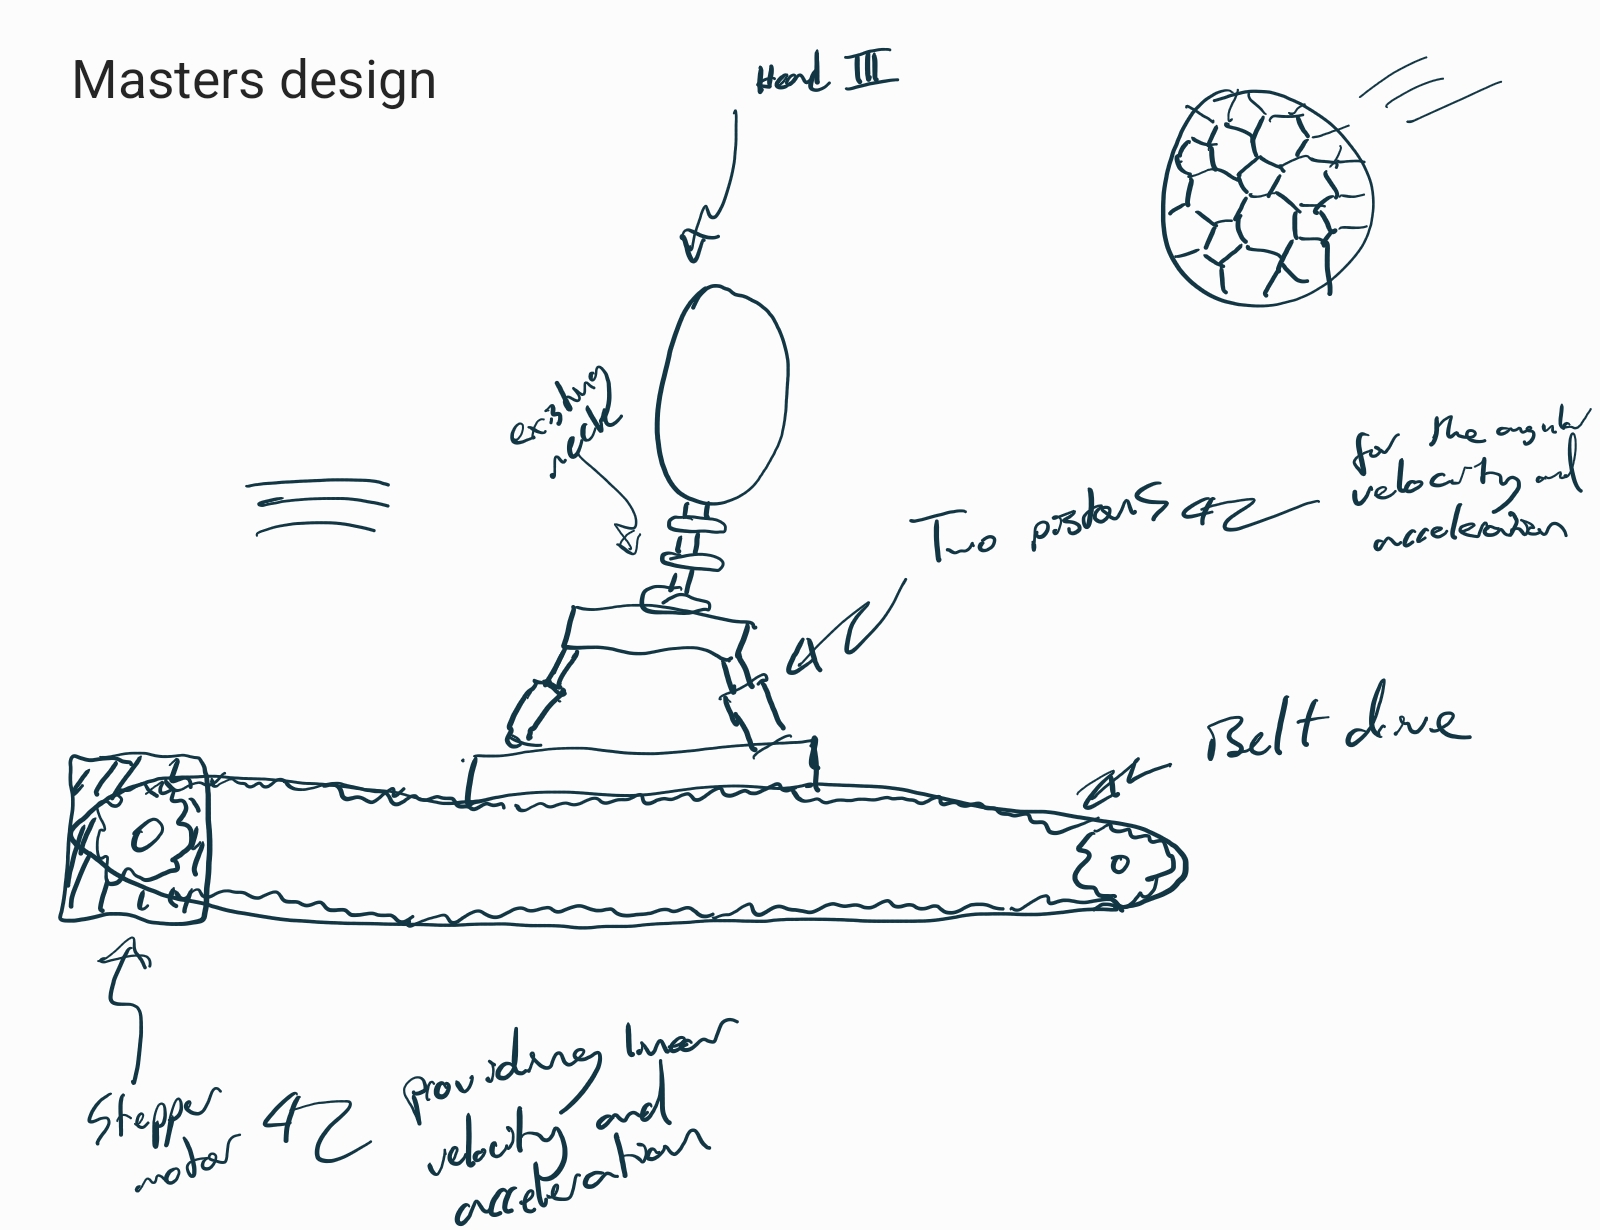 Masters design
Head III
existing
neck
Two pistons
for the angular
velocity and
acceleration
Belt drive
Stepper
motor
providing linear
velocity and
acceleration